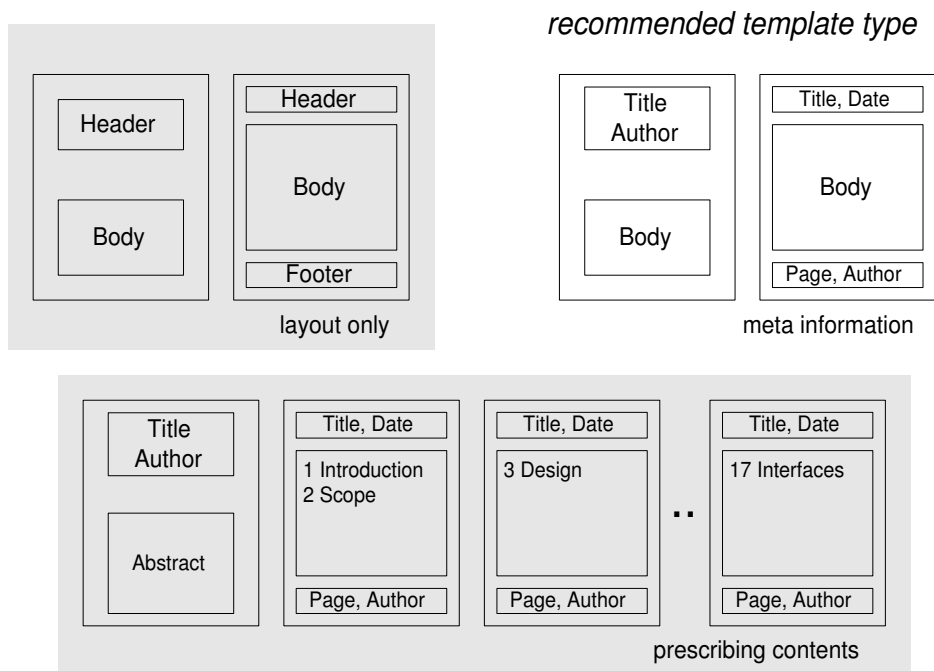 recommended template type
Header
Body
Header
Body
Footer
layout only
Title
Author
Body
Title, Date
Body
Page, Author
meta information
Title
Author
Abstract
Title, Date
1 Introduction
2 Scope
Page, Author
Title, Date
3 Design
Page, Author
..
Title, Date
17 Interfaces
Page, Author
prescribing contents